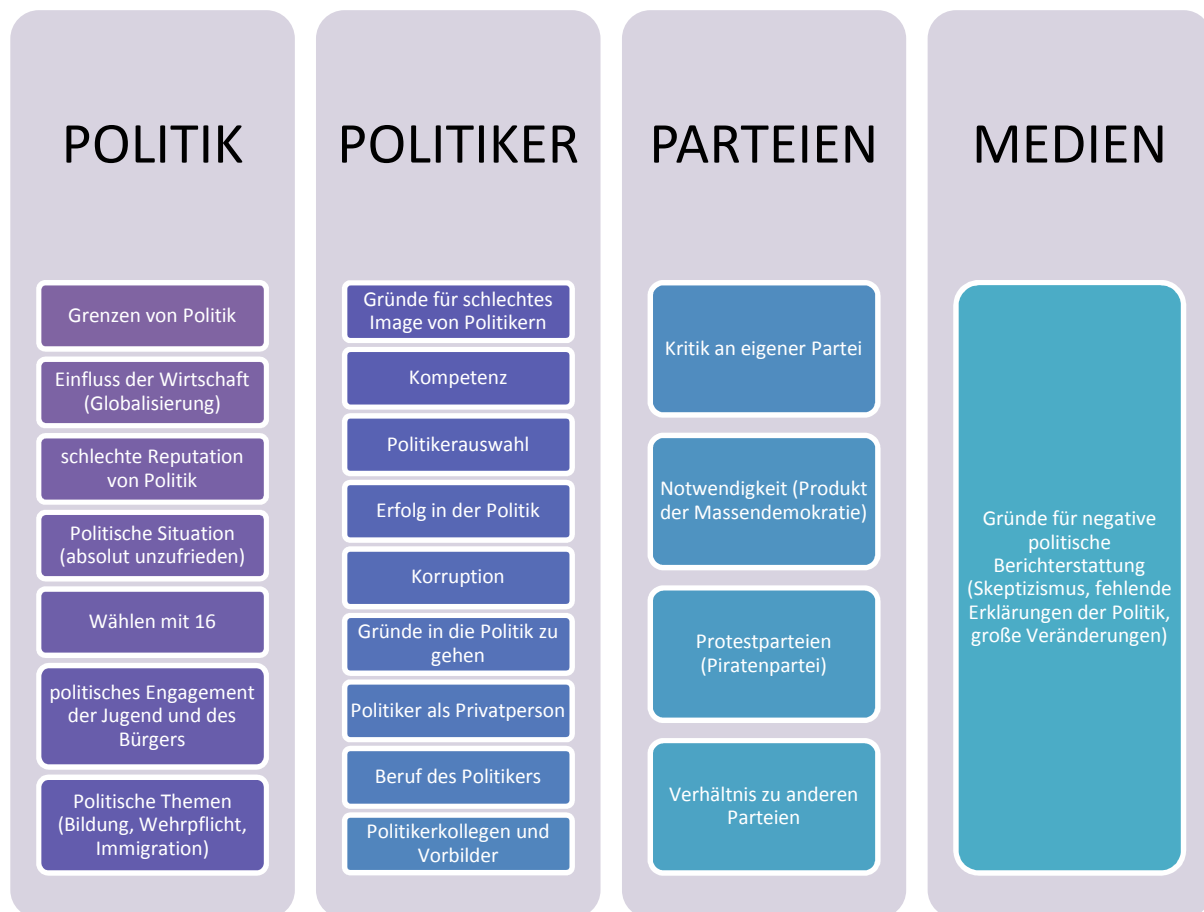 POLITIK
Grenzen von Politik
Einfluss der Wirtschaft
(Globalisierung)
schlechte Reputation
von Politik
Politische Situation
(absolut unzufrieden)
Wählen mit 16
politisches Engagement
der Jugend und des
Bürgers
Politische Themen
(Bildung, Wehrpflicht,
Immigration)
POLITIKER
Gründe für schlechtes
Image von Politikern
Kompetenz
Politikerauswahl
Erfolg in der Politik
Korruption
Gründe in die Politik zu
gehen
Politiker als Privatperson
Beruf des Politikers
Politikerkollegen und
Vorbilder
PARTEIEN
Kritik an eigener Partei
Notwendigkeit (Produkt
der Massendemokratie)
Protestparteien
(Piratenpartei)
Verhältnis zu anderen
Parteien
MEDIEN
Gründe für negative
politische
Berichterstattung
(Skeptizismus, fehlende
Erklärungen der Politik,
große Veränderungen)